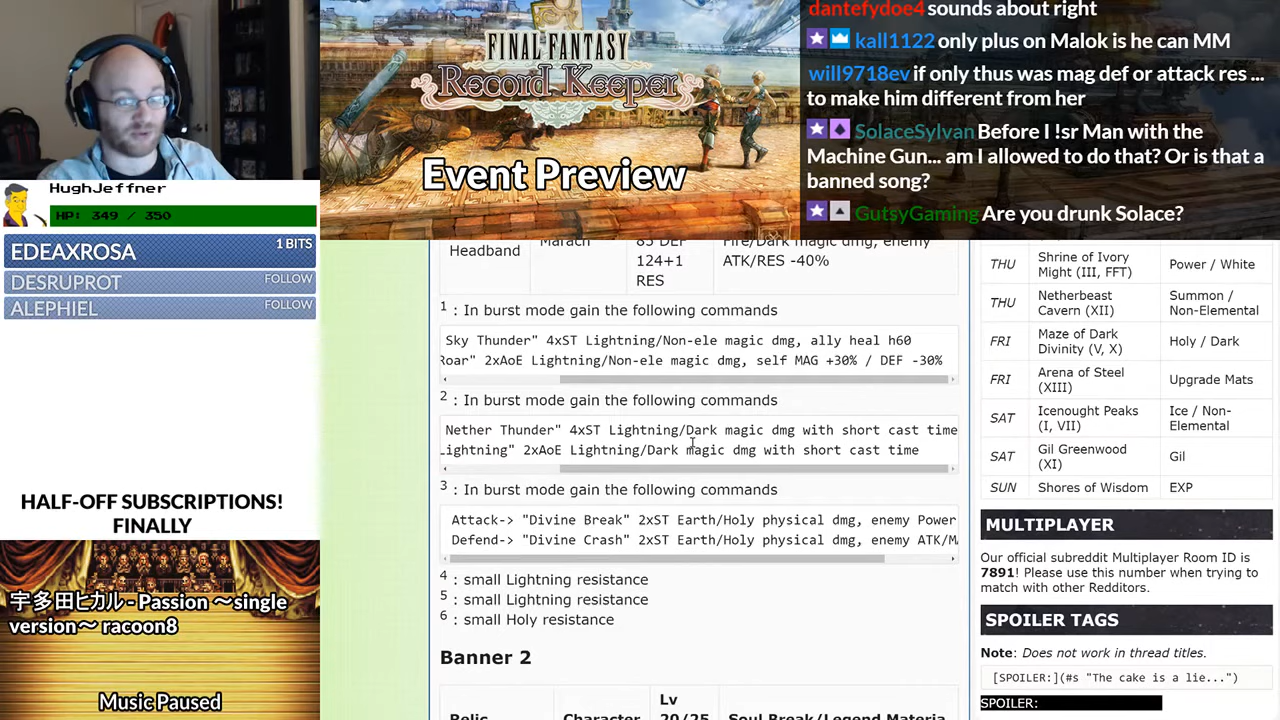 HughJeffner
HP: 349 / 350
EDEAXROSA 1 BITS
DESRUPROT FOLLOW
ALEPHIEL FOLLOW
HALF-OFF SUBSCRIPTIONS!
FINALLY
宇多田ヒカル - Passion 〜single
version〜 racoon8
Music Paused
FINAL FANTASY
Record Keeper
Event Preview
dantefydoe4 sounds about right
kall1122 only plus on Malok is he can MM
will9718ev if only thus was mag def or attack res ...
to make him different from her
SolaceSylvan Before I !sr Man with the
Machine Gun... am I allowed to do that? Or is that a
banned song?
GutsyGaming Are you drunk Solace?
Headband
Marach
85 DEF
124+1
RES
Fire/Dark magic dmg, enemy
ATK/RES -40%
1 : In burst mode gain the following commands
Sky Thunder" 4xST Lightning/Non-ele magic dmg, ally heal h60
Roar" 2xAoE Lightning/Non-ele magic dmg, self MAG +30% / DEF -30%
2 : In burst mode gain the following commands
Nether Thunder" 4xST Lightning/Dark magic dmg with short cast time
Lightning" 2xAoE Lightning/Dark magic dmg with short cast time
3 : In burst mode gain the following commands
Attack-> "Divine Break" 2xST Earth/Holy physical dmg, enemy Power
Defend-> "Divine Crash" 2xST Earth/Holy physical dmg, enemy ATK/M
4 : small Lightning resistance
5 : small Lightning resistance
6 : small Holy resistance
Banner 2
Relic
Character
Lv
20/25
Soul Break/Legend Materia
THU Shrine of Ivory Power / White
Might (III, FFT)
THU Netherbeast Summon /
Cavern (XII) Non-Elemental
FRI Maze of Dark Holy / Dark
Divinity (V, X)
FRI Arena of Steel Upgrade Mats
(XIII)
SAT Icenought Peaks Ice / Non-
(I, VII) Elemental
SAT Gil Greenwood Gil
(XI)
SUN Shores of Wisdom EXP
MULTIPLAYER
Our official subreddit Multiplayer Room ID is
7891! Please use this number when trying to
match with other Redditors.
SPOILER TAGS
Note: Does not work in thread titles.
[SPOILER:](#s "The cake is a lie...")
SPOILER: